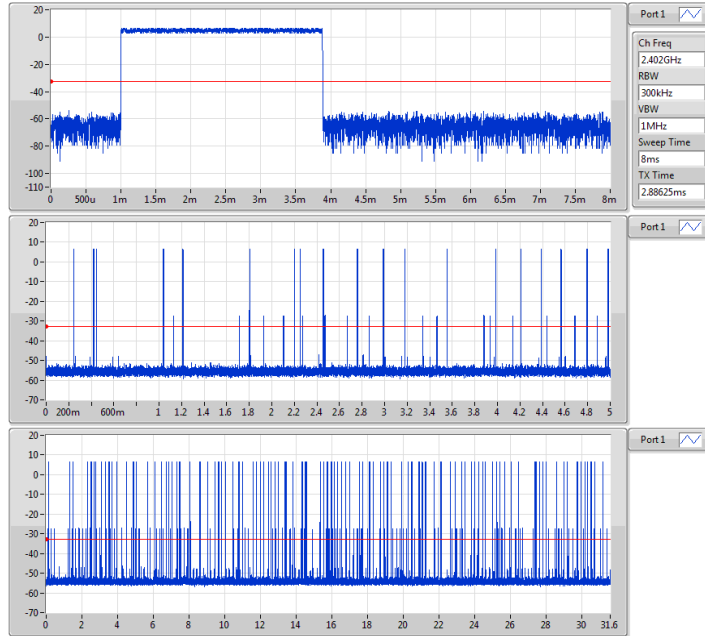 20
0
-20
-40
-60
-80
-100
-110
0 500u 1m 1.5m 2m 2.5m 3m 3.5m 4m 4.5m 5m 5.5m 6m 6.5m 7m 7.5m 8m
Port 1
Ch Freq
2.402GHz
RBW
300kHz
VBW
1MHz
Sweep Time
8ms
TX Time
2.88625ms
20
10
0
-10
-20
-30
-40
-50
-60
-70
0 200m 600m 1 1.2 1.4 1.6 1.8 2 2.2 2.4 2.6 2.8 3 3.2 3.4 3.6 3.8 4 4.2 4.4 4.6 4.8 5
Port 1
20
10
0
-10
-20
-30
-40
-50
-60
-70
0 2 4 6 8 10 12 14 16 18 20 22 24 26 28 30 31.6
Port 1